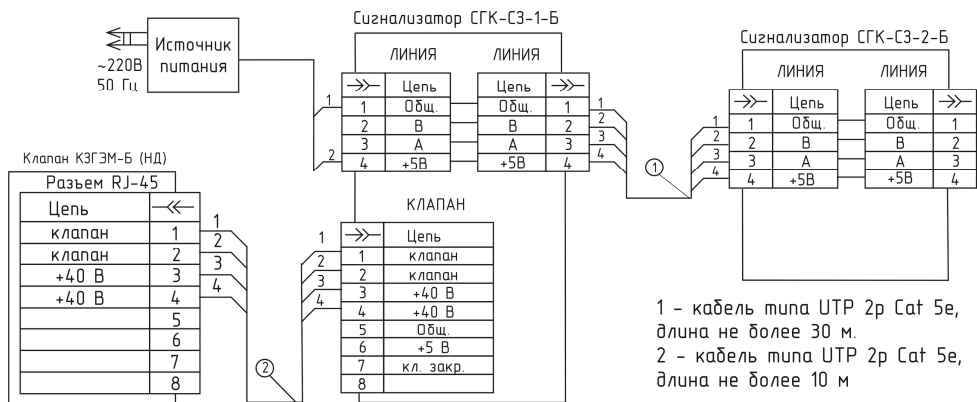 Сигнализатор СГК-СЗ-1-Б
Источник питания
~220В
50 Гц
ЛИНИЯ
ЛИНИЯ
Цепь
Цепь
1 Общ. Общ. 1
2 В В 2
3 А А 3
4 +5В +5В 4
1
2
1
2
3
4
Сигнализатор СГК-СЗ-2-Б
ЛИНИЯ
ЛИНИЯ
Цепь
Цепь
1 Общ. Общ. 1
2 В В 2
3 А А 3
4 +5В +5В 4
1
2
3
4
1
Клапан КЗГЭМ-Б (НД)
Разъем RJ-45
Цепь
клапан 1
клапан 2
+40 В 3
+40 В 4
5
6
7
8
1
2
3
4
2
КЛАПАН
Цепь
1 клапан
2 клапан
3 +40 В
4 +40 В
5 Общ.
6 +5 В
7 кл. закр.
8
1
2
3
4
1 - кабель типа UTP 2p Cat 5e,
длина не более 30 м.
2 - кабель типа UTP 2p Cat 5e,
длина не более 10 м